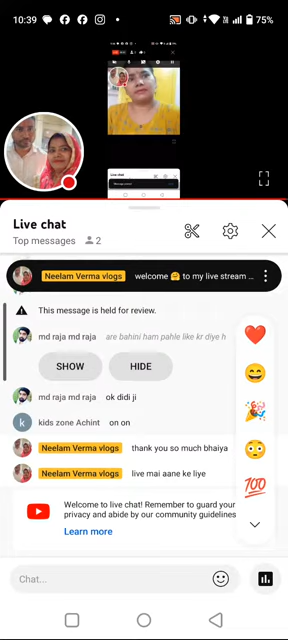 10:39
75%
Live chat
Top messages 2
Neelam Verma vlogs welcome 🤗 to my live stream ...
This message is held for review.
md raja md raja are bahini ham pahle like kr diye h
SHOW HIDE
md raja md raja ok didi ji
k kids zone Achint on on
Neelam Verma vlogs thank you so much bhaiya
Neelam Verma vlogs live mai aane ke liye
💯
Welcome to live chat! Remember to guard your
privacy and abide by our community guidelines
Learn more
Chat...